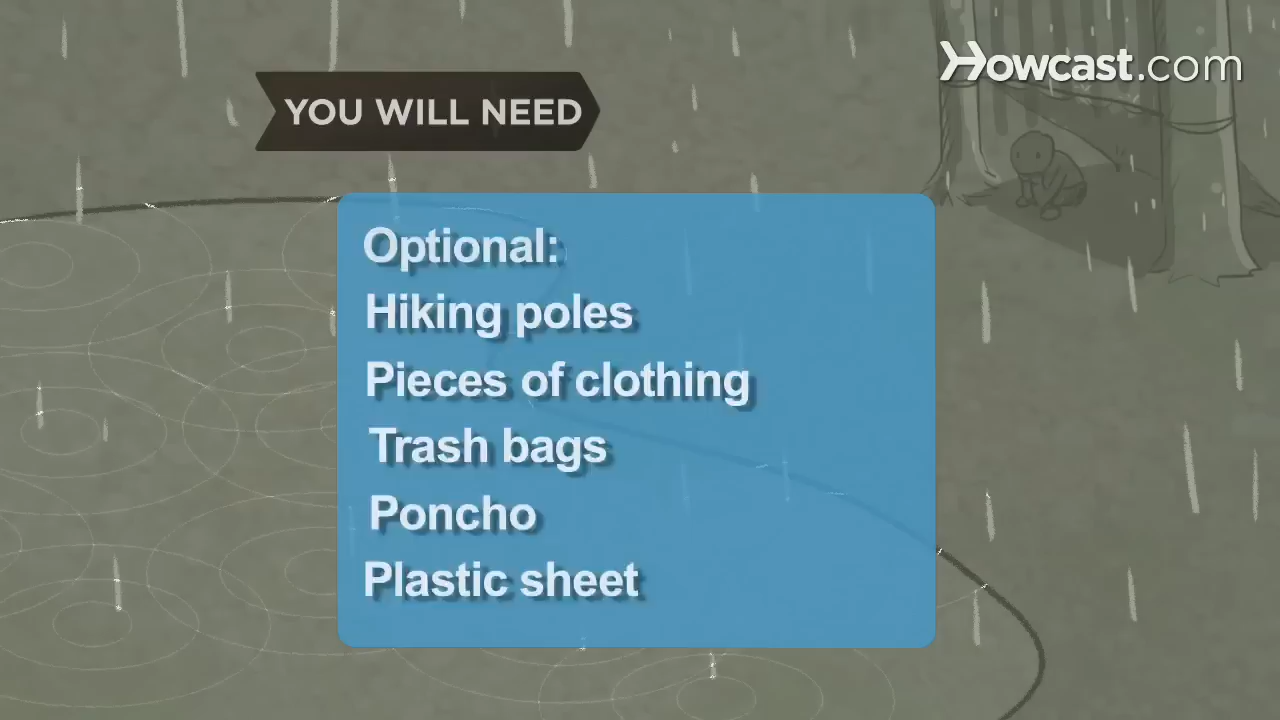 Howcast.com
YOU WILL NEED
Optional:
Hiking poles
Pieces of clothing
Trash bags
Poncho
Plastic sheet